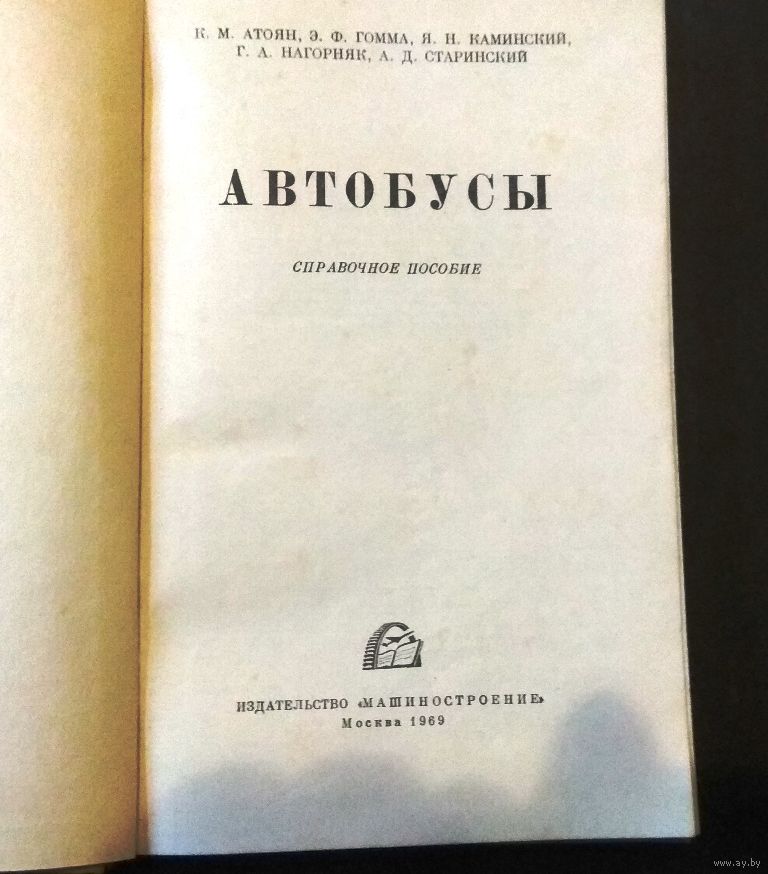 К. М. АТОЯН, Э. Ф. ГОММА, Я. Н. КАМИНСКИЙ,
Г. А. НАГОРНЯК, А. Д. СТАРИНСКИЙ
АВТОБУСЫ
СПРАВОЧНОЕ ПОСОБИЕ
ИЗДАТЕЛЬСТВО «МАШИНОСТРОЕНИЕ»
Москва 1969
www.ay.by